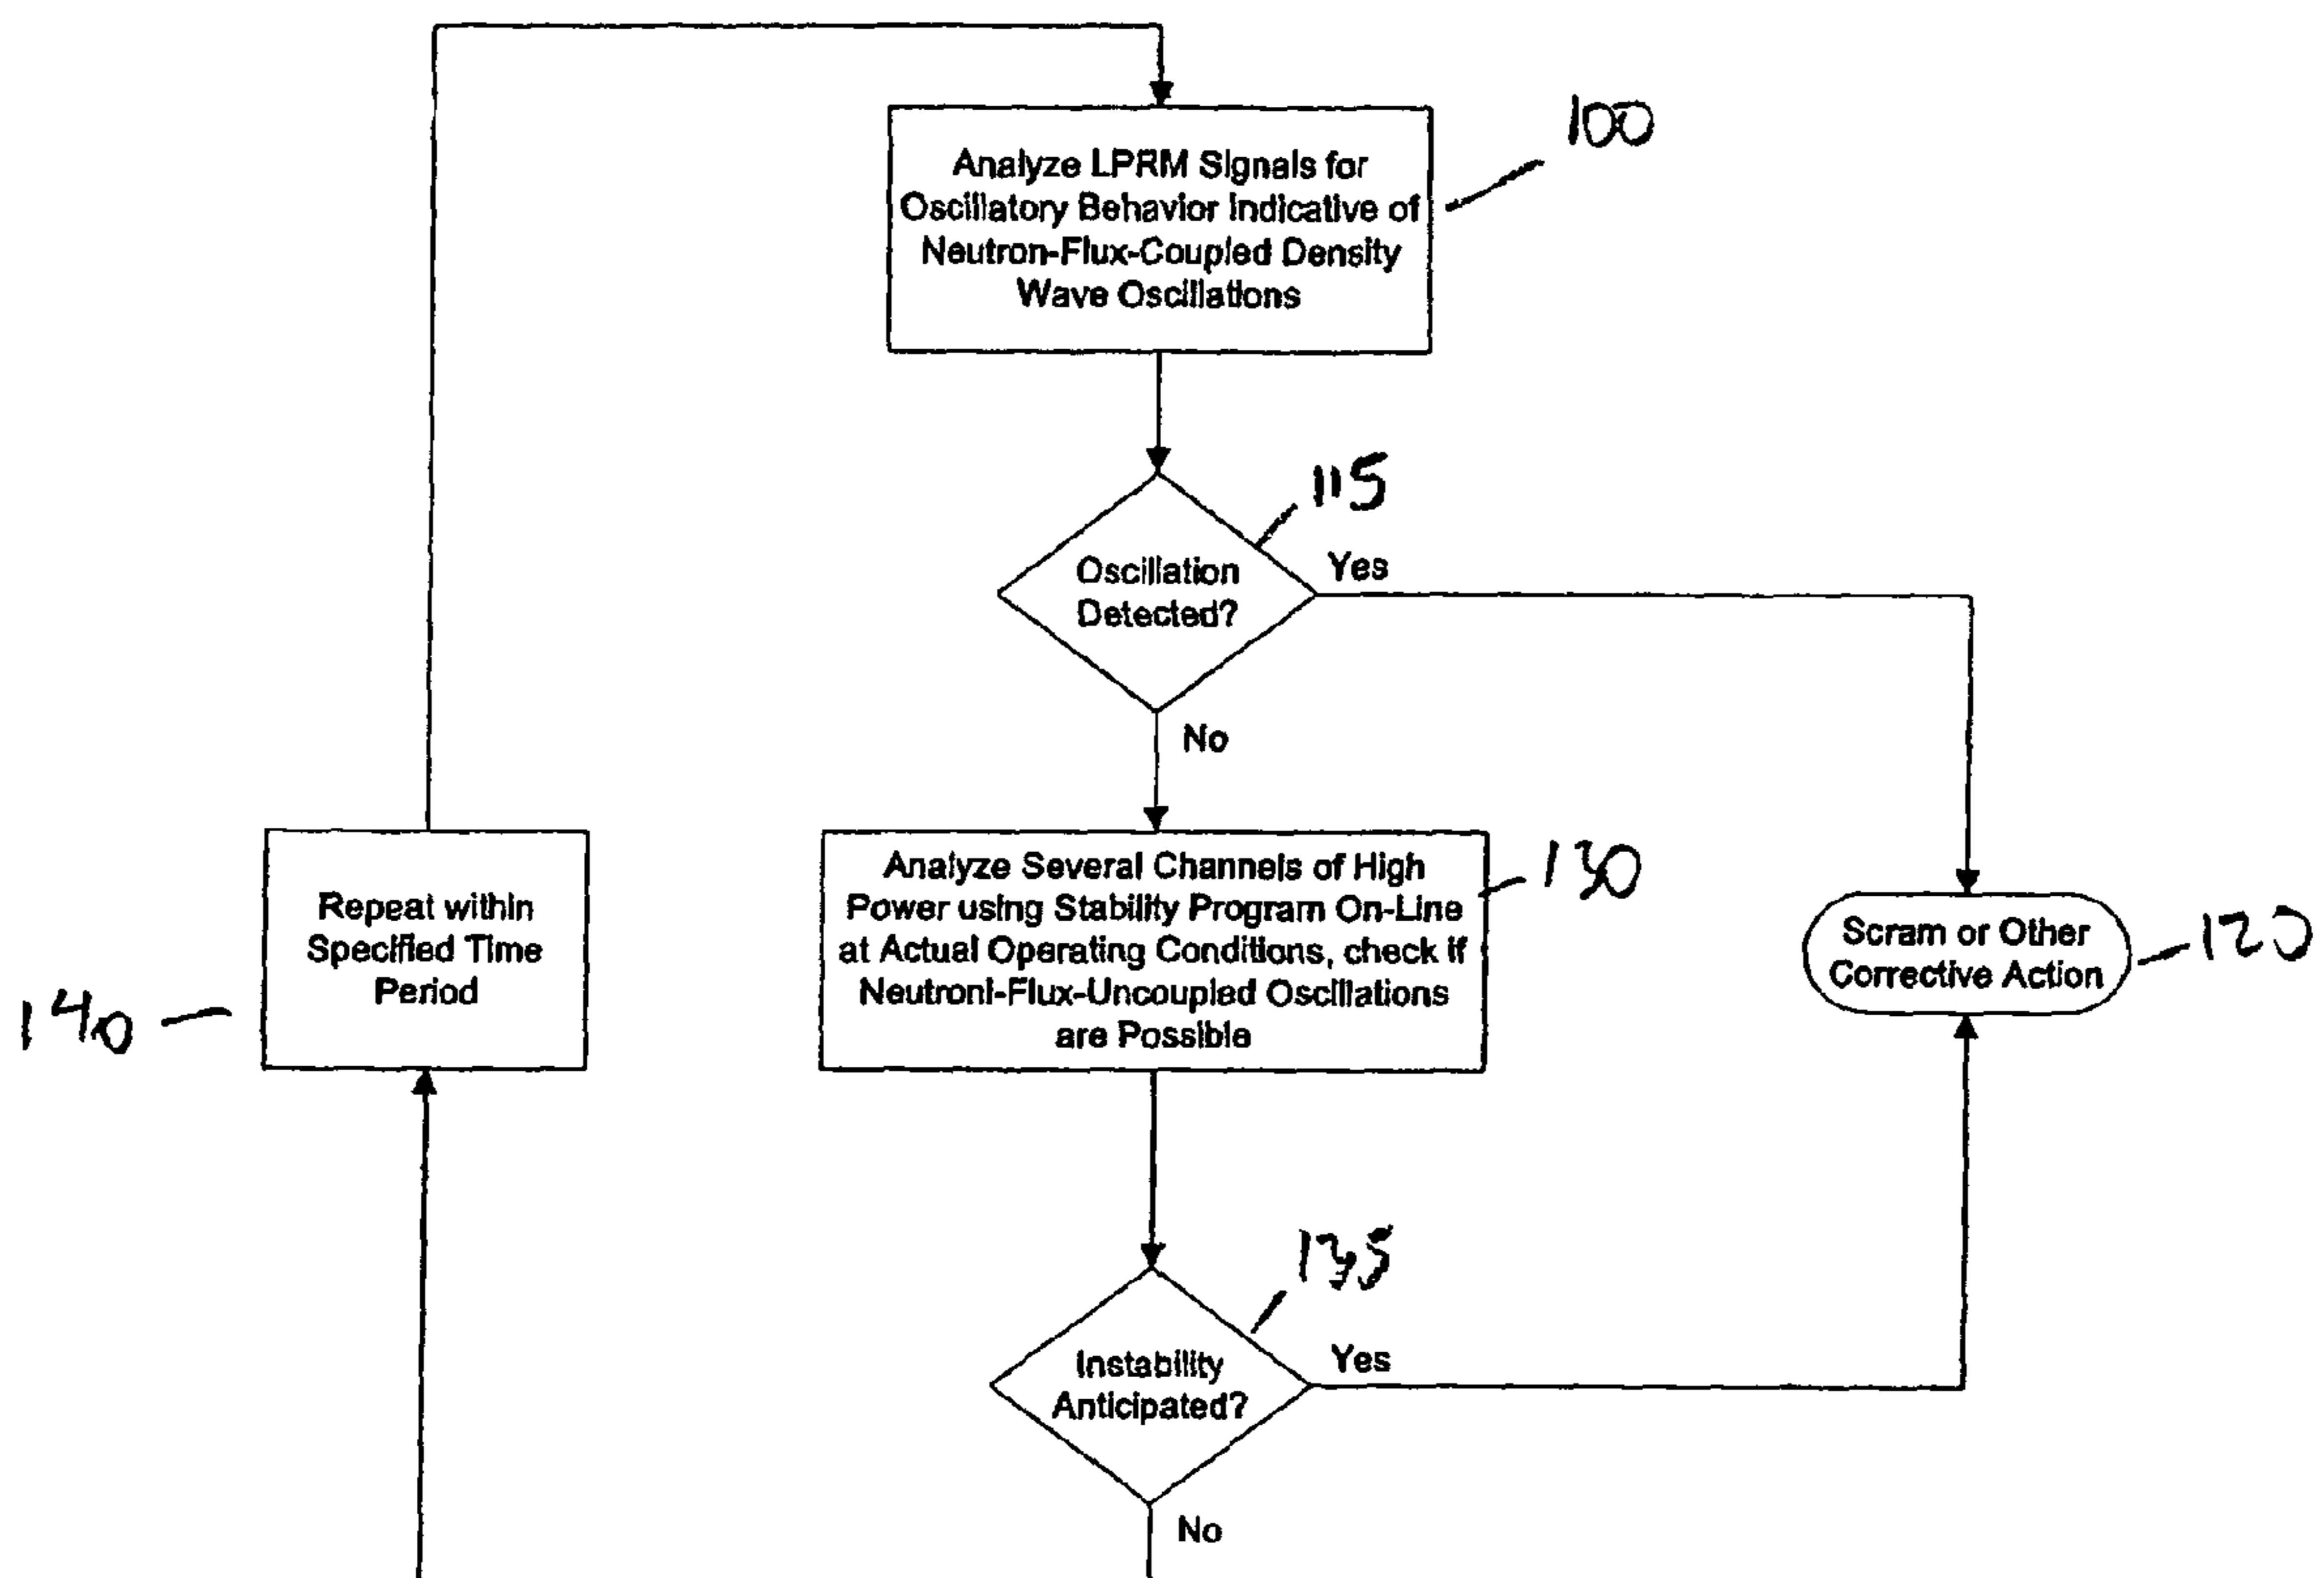 Analyze LPRM Signals for
Oscillatory Behavior Indicative of
Neutron-Flux-Coupled Density
Wave Oscillations
100
115
Oscillation
Detected?
Yes
No
Analyze Several Channels of High
Power using Stability Program On-Line
at Actual Operating Conditions, check if
Neutroni-Flux-Uncoupled Oscillations
are Possible
130
Repeat within
Specified Time
Period
140
Scram or Other
Corrective Action
120
135
Instability
Anticipated?
Yes
No